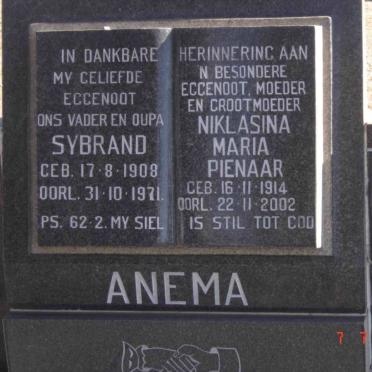 IN DANKBARE
MY GELIEFDE
EGGENOOT
ONS VADER EN OUPA
SYBRAND
GEB. 17·8·1908
OORL. 31·10·1971.
PS. 62·2. MY SIEL
HERINNERING AAN
'N BESONDERE
EGGENOOT, MOEDER
EN GROOTMOEDER
NIKLASINA
MARIA
PIENAAR
GEB. 16·11·1914
OORL. 22·11·2002
IS STIL TOT GOD
ANEMA
7 7